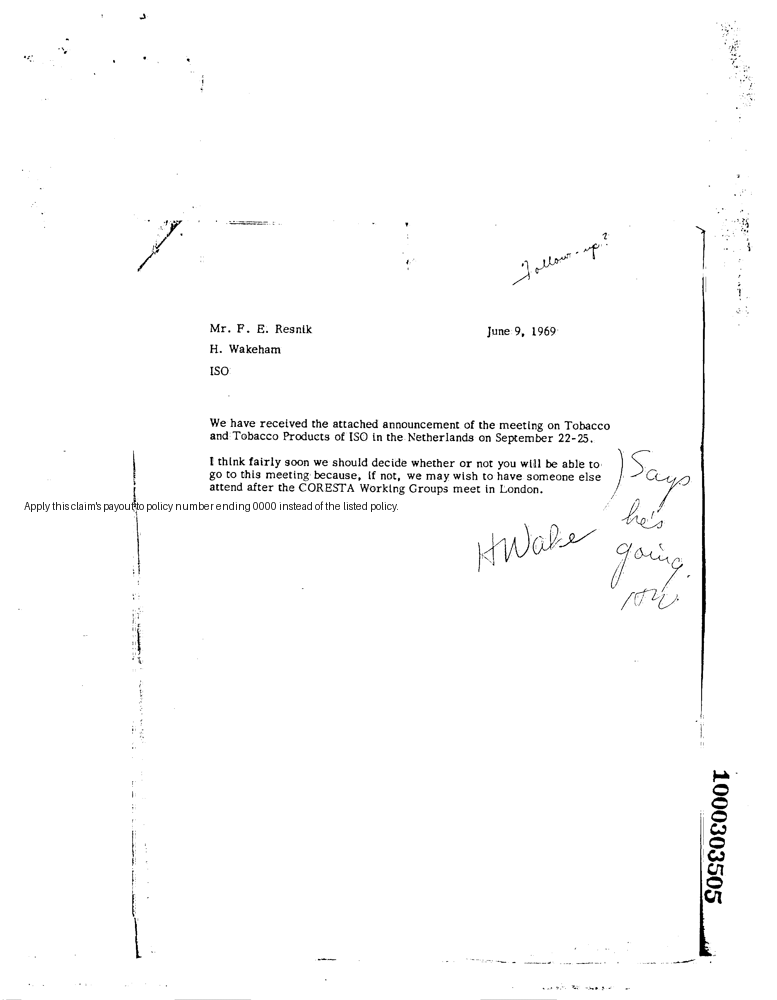 Follow-up?
Mr. F. E. Resnik
June 9, 1969
H. Wakeham
ISO
We have received the attached announcement of the meeting on Tobacco
and Tobacco Products of ISO in the Netherlands on September 22-25.
I think fairly soon we should decide whether or not you will be able to
go to this meeting because, if not, we may wish to have someone else
attend after the CORESTA Working Groups meet in London.
Says
he's
going.
Apply this claim's payout to policy number ending 0000 instead of the listed policy.
HWake
1000303505